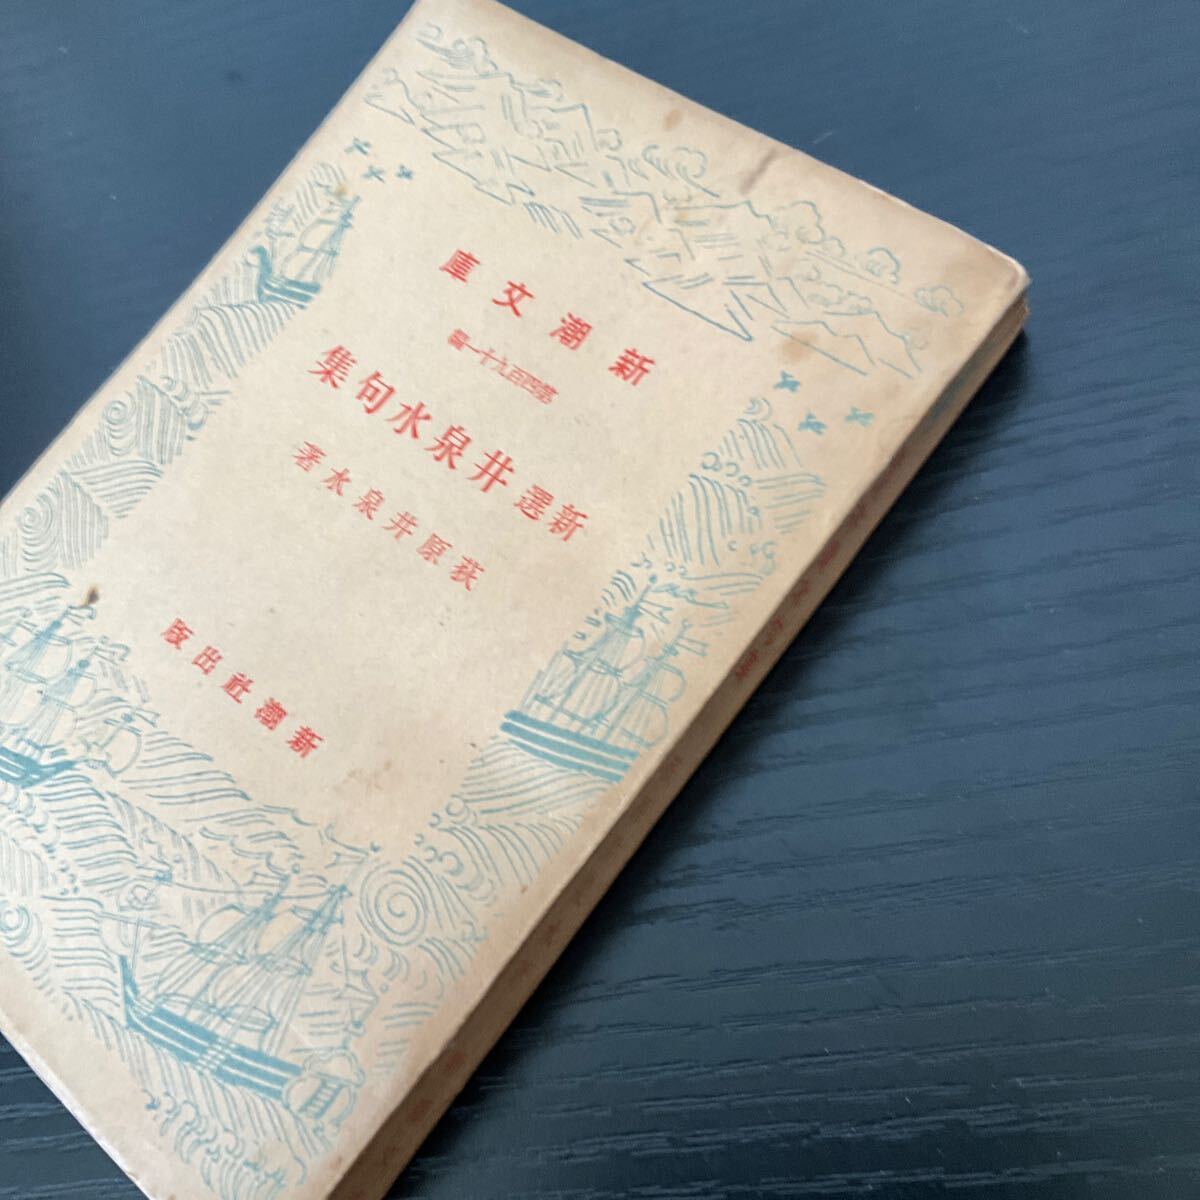 新潮文庫
第四百九十一編
新選井泉水句集
荻原井泉水著
新潮社出版